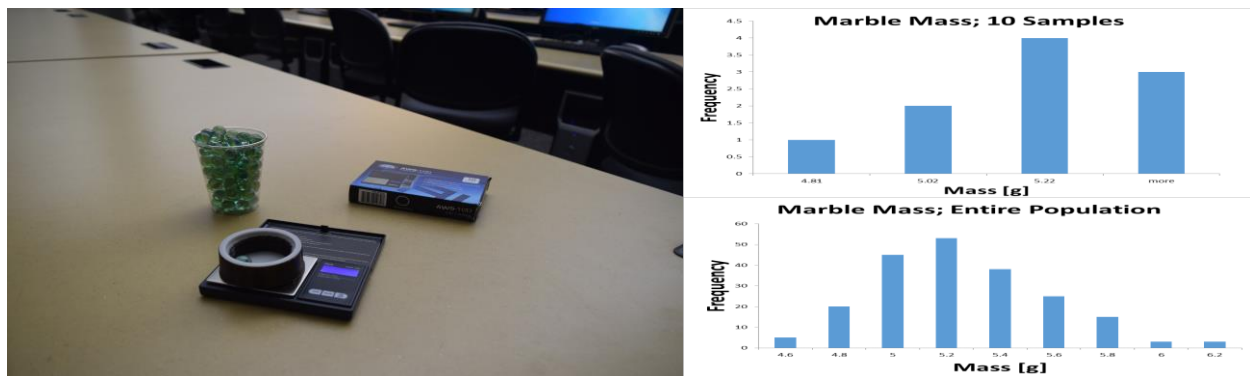 Marble Mass; 10 Samples
Frequency
4.5
4
3.5
3
2.5
2
1.5
1
0.5
0
4.81 5.02 5.22 more
Mass [g]
Marble Mass; Entire Population
Frequency
60
50
40
30
20
10
0
4.6 4.8 5 5.2 5.4 5.6 5.8 6 6.2
Mass [g]